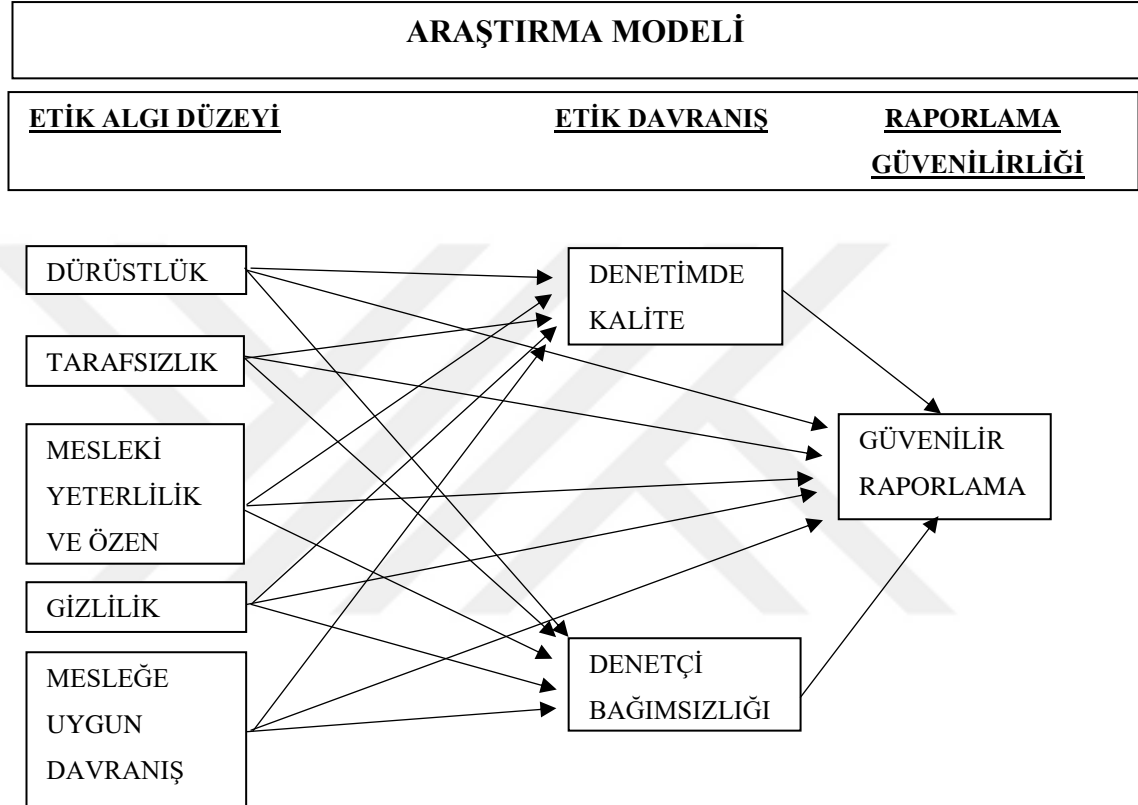 ARAŞTIRMA MODELİ
ETİK ALGI DÜZEYİ ETİK DAVRANIŞ RAPORLAMA
GÜVENİLİRLİĞİ
DÜRÜSTLÜK
TARAFSIZLIK
MESLEKİ
YETERLİLİK
VE ÖZEN
GİZLİLİK
MESLEĞE
UYGUN
DAVRANIŞ
DENETİMDE
KALİTE
DENETÇİ
BAĞIMSIZLIĞI
GÜVENİLİR
RAPORLAMA